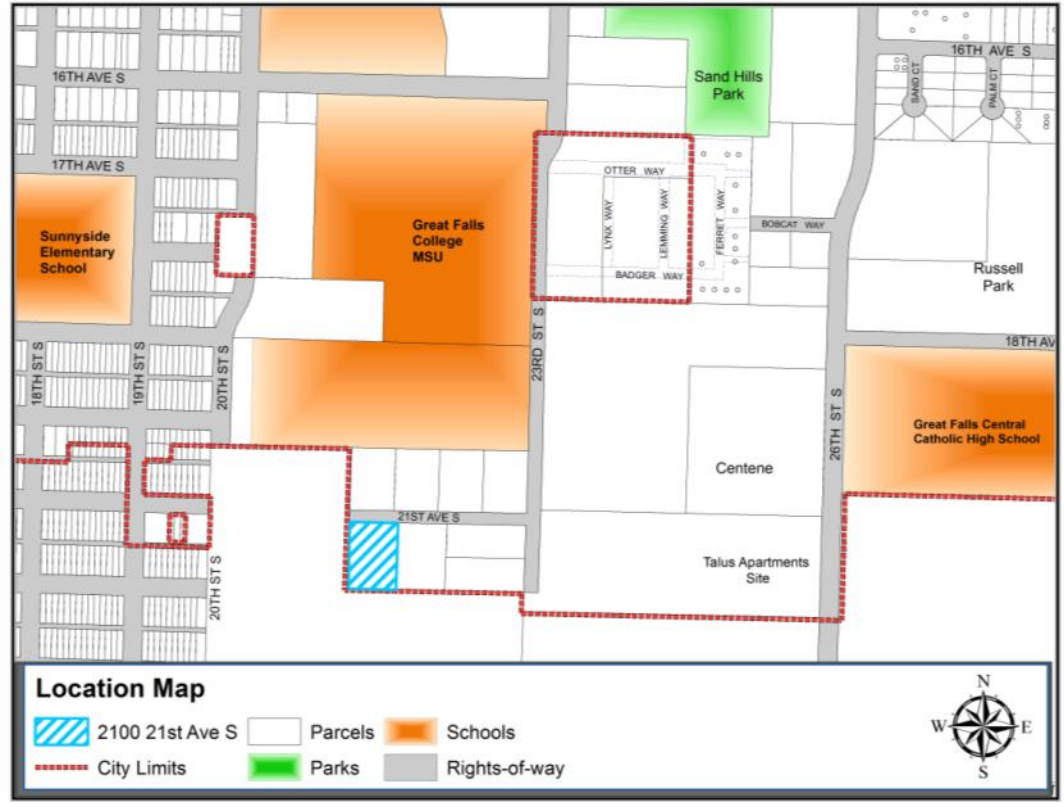 16TH AVE S
Sand Hills
Park
16TH AVE S
SAND CT
PALM CT
17TH AVE S
OTTER WAY
LYNX WAY
LEMMING WAY
FERRET WAY
BOBCAT WAY
BADGER WAY
Sunnyside
Elementary
School
Great Falls
College
MSU
Russell
Park
18TH ST S
19TH ST S
20TH ST S
23RD ST S
26TH ST S
18TH AV
Great Falls Central
Catholic High School
Centene
21ST AVE S
20TH ST S
Talus Apartments
Site
Location Map
2100 21st Ave S
Parcels
Schools
City Limits
Parks
Rights-of-way
N
W
E
S